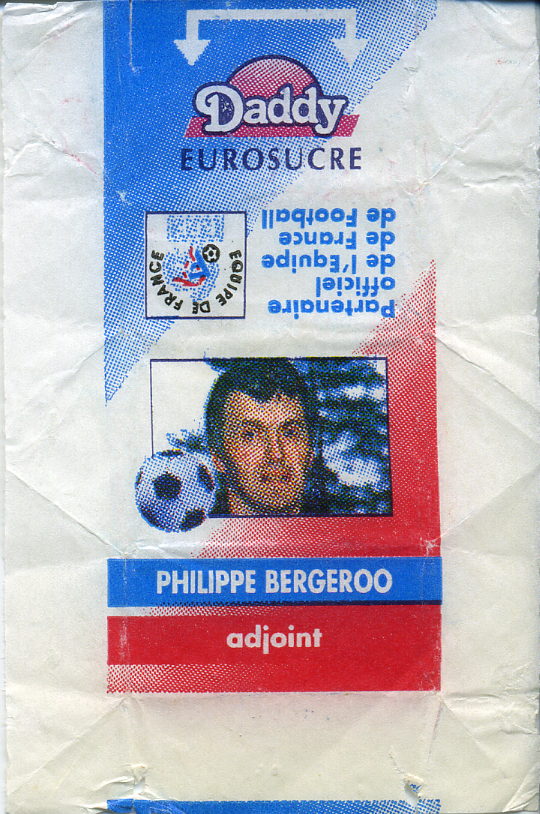 Daddy
EUROSUCRE
EQUIPE DE FRANCE
Partenaire
officiel
de l'Equipe
de France
de Football
PHILIPPE BERGEROO
adjoint